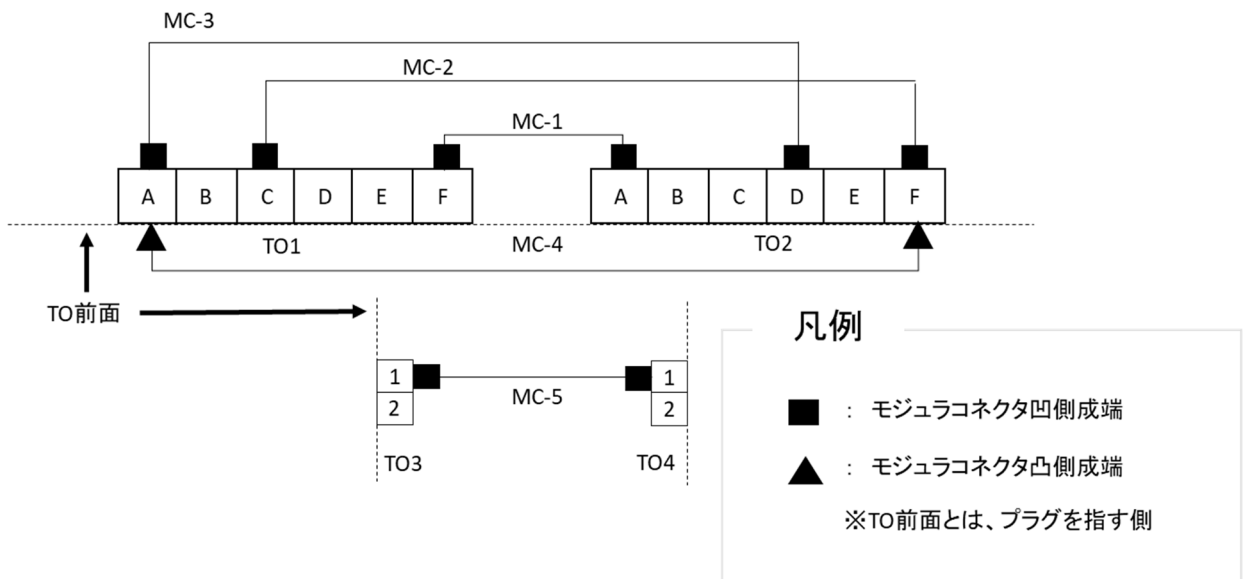 MC-3
MC-2
MC-1
A B C D E F
A B C D E F
TO1
MC-4
TO2
TO前面
1
2
MC-5
1
2
TO3
TO4
凡例
： モジュラコネクタ凹側成端
： モジュラコネクタ凸側成端
※TO前面とは、プラグを指す側